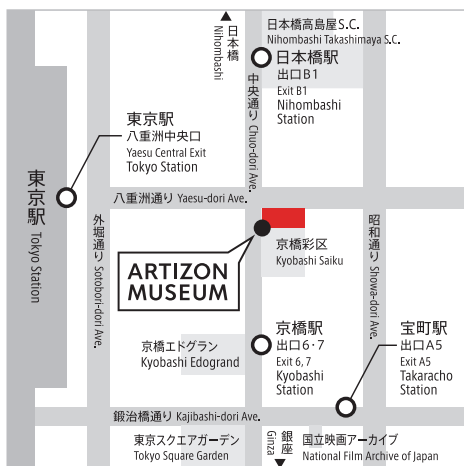 日本橋高島屋S.C.
Nihombashi Takashimaya S.C.
日本橋
Nihombashi
日本橋駅
出口B1
Exit B1
Nihombashi
Station
中央通り Chuo-dori Ave.
東京駅
八重洲中央口
Yaesu Central Exit
Tokyo Station
東京駅 Tokyo Station
外堀通り Sotobori-dori Ave.
八重洲通り Yaesu-dori Ave.
昭和通り Showa-dori Ave.
京橋彩区
Kyobashi Saiku
ARTIZON
MUSEUM
京橋エドグラン
Kyobashi Edogrand
京橋駅
出口6・7
Exit 6, 7
Kyobashi
Station
宝町駅
出口A5
Exit A5
Takaracho
Station
鍛治橋通り Kajibashi-dori Ave.
東京スクエアガーデン
Tokyo Square Garden
銀座
Ginza
国立映画アーカイブ
National Film Archive of Japan